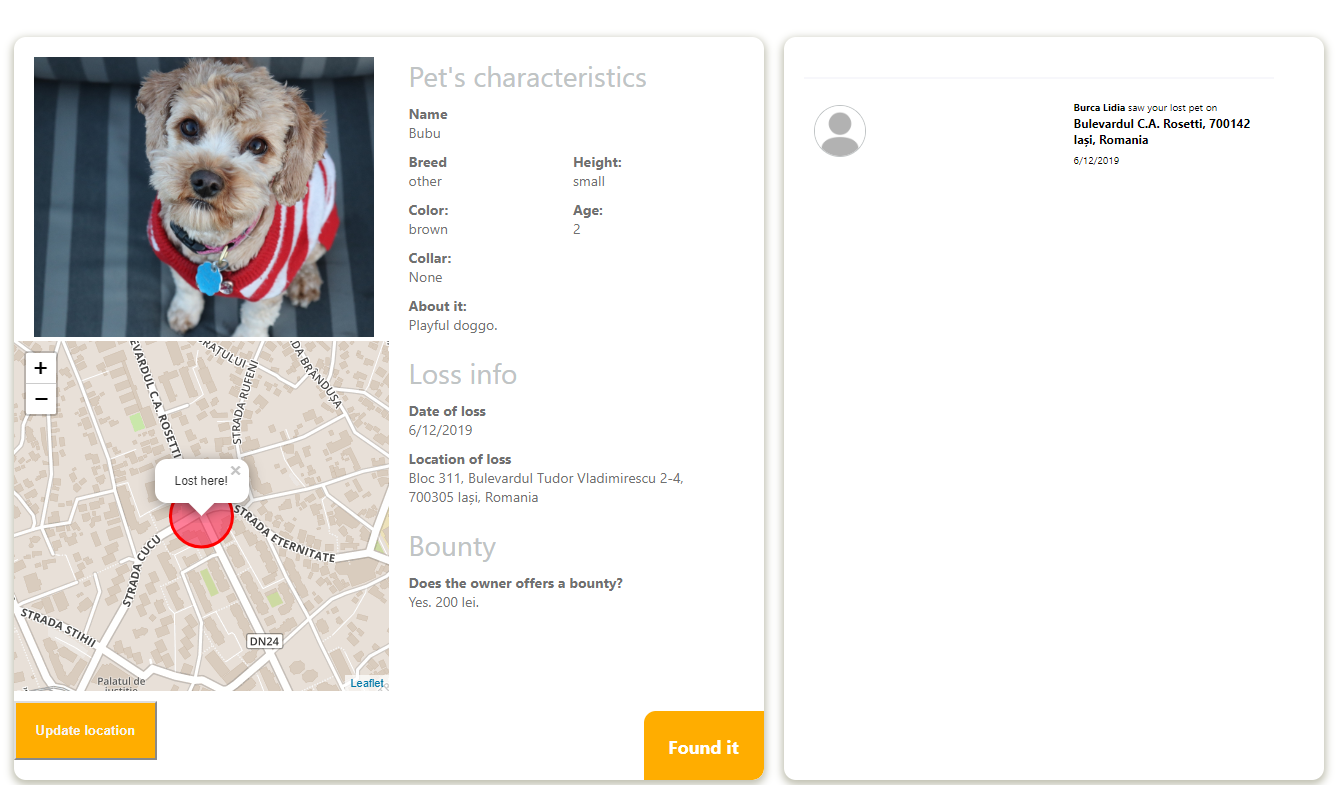 Pet's characteristics
Name
Bubu
Breed
Height:
other
small
Color:
Age:
brown
2
Collar:
None
About it:
Playful doggo.
Loss info
Date of loss
6/12/2019
Location of loss
Bloc 311, Bulevardul Tudor Vladimirescu 2-4,
700305 Iași, Romania
Bounty
Does the owner offers a bounty?
Yes. 200 lei.
+
−
EVARDUL C.A. ROSETTI
STRADA RUFENI
DA BRÂNDUȘA
Lost here!
×
STRADA ETERNITATE
STRADA CUCU
STRADA STIHII
DN24
Palatul de
justiție
Leaflet
Update location
Found it
Burca Lidia saw your lost pet on
Bulevardul C.A. Rosetti, 700142
Iași, Romania
6/12/2019